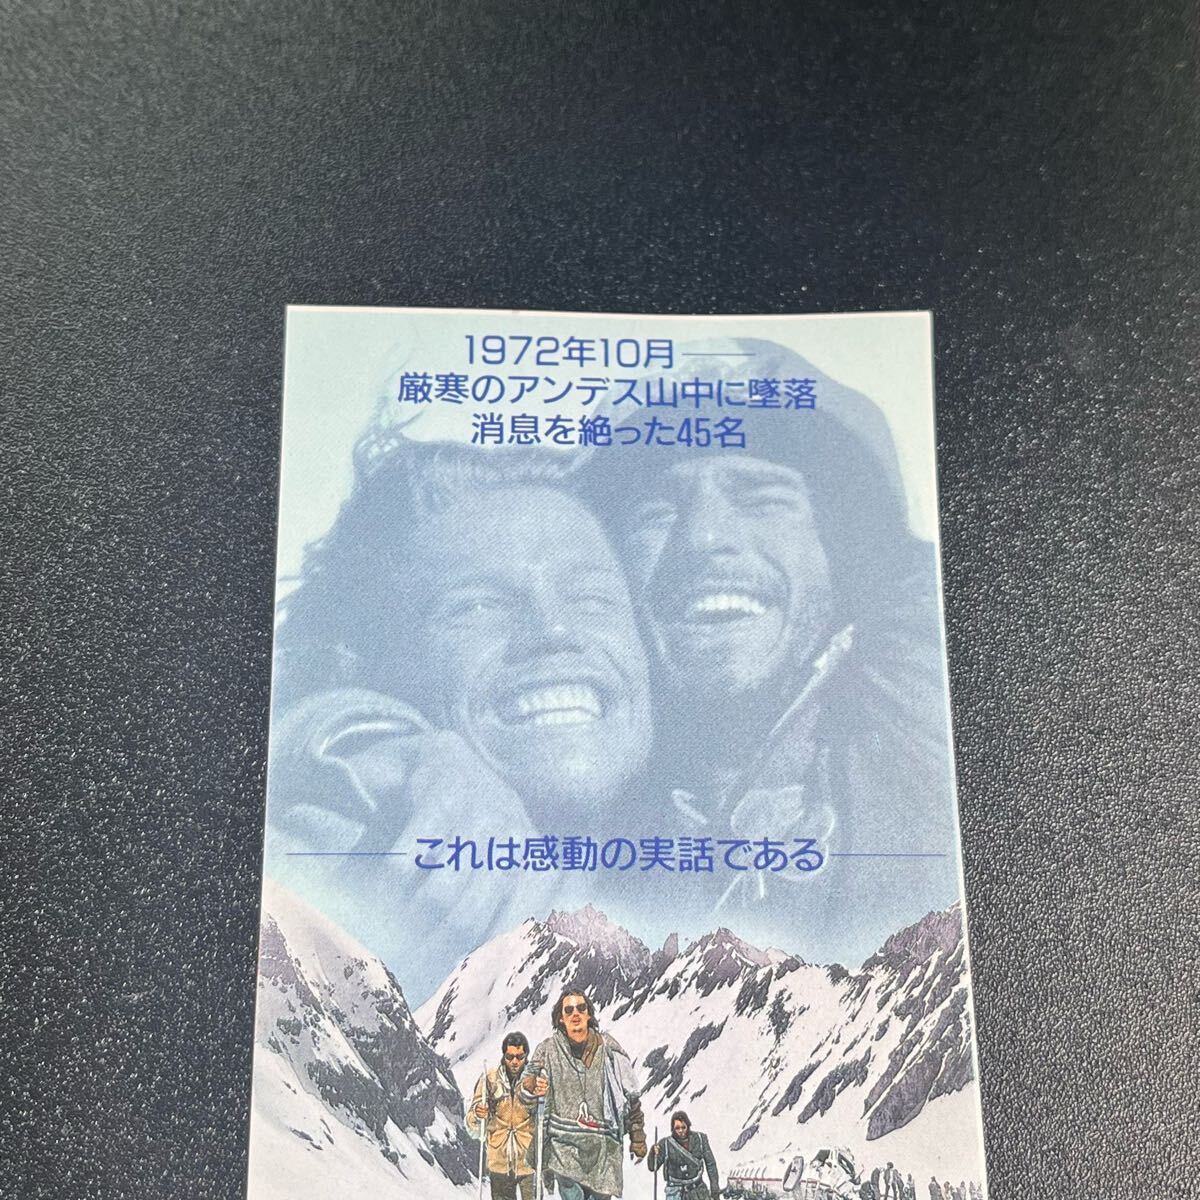 1972年10月——
厳寒のアンデス山中に墜落
消息を絶った45名
これは感動の実話である